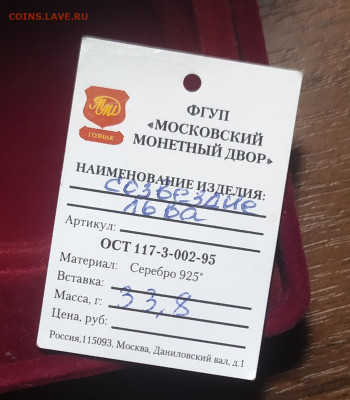 COINS.LAVE.RU
ММД
ГОЗНАК
ФГУП
«МОСКОВСКИЙ
МОНЕТНЫЙ ДВОР»
НАИМЕНОВАНИЕ ИЗДЕЛИЯ:
созвездие
Льва
Артикул:
ОСТ 117-3-002-95
Материал: Серебро 925°
Вставка:
Масса, г: 33,8
Цена, руб:
Россия,115093, Москва, Даниловский вал, д.1